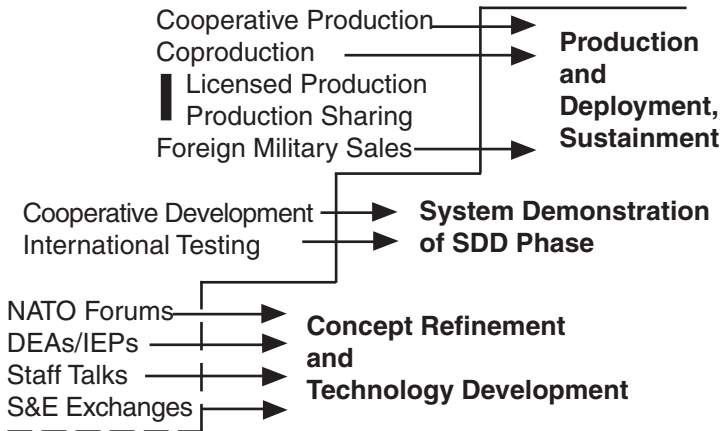 Cooperative Production
Coproduction
Licensed Production
Production Sharing
Foreign Military Sales
Production
and
Deployment,
Sustainment
Cooperative Development
International Testing
System Demonstration
of SDD Phase
NATO Forums
DEAs/IEPs
Staff Talks
S&E Exchanges
Concept Refinement
and
Technology Development